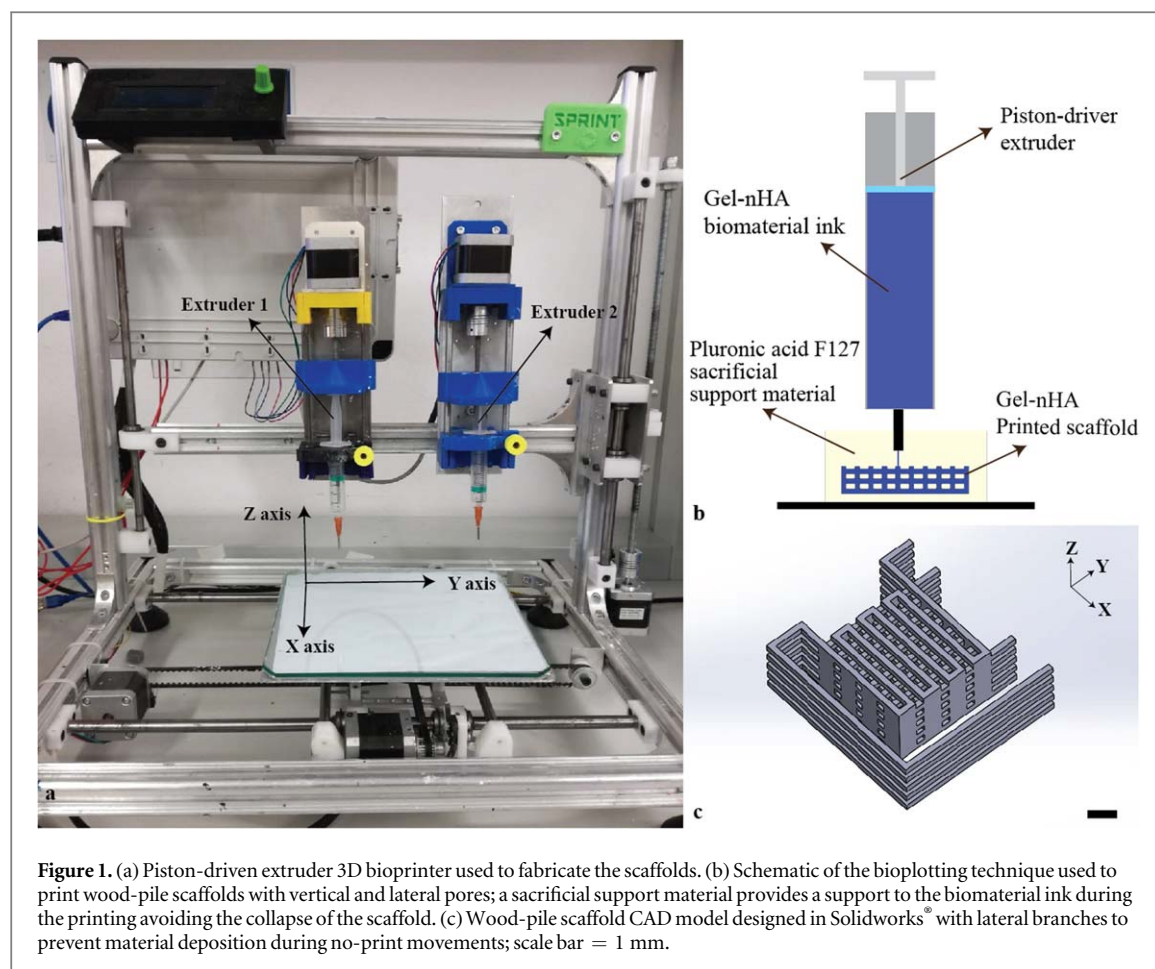 SPRINT
Extruder 1
Extruder 2
Z axis
Y axis
X axis
a
Piston-driver
extruder
Gel-nHA
biomaterial ink
Pluronic acid F127
sacrificial
support material
Gel-nHA
Printed scaffold
b
Z
Y
X
c
Figure 1. (a) Piston-driven extruder 3D bioprinter used to fabricate the scaffolds. (b) Schematic of the bioplotting technique used to
print wood-pile scaffolds with vertical and lateral pores; a sacrificial support material provides a support to the biomaterial ink during
the printing avoiding the collapse of the scaffold. (c) Wood-pile scaffold CAD model designed in Solidworks® with lateral branches to
prevent material deposition during no-print movements; scale bar = 1 mm.